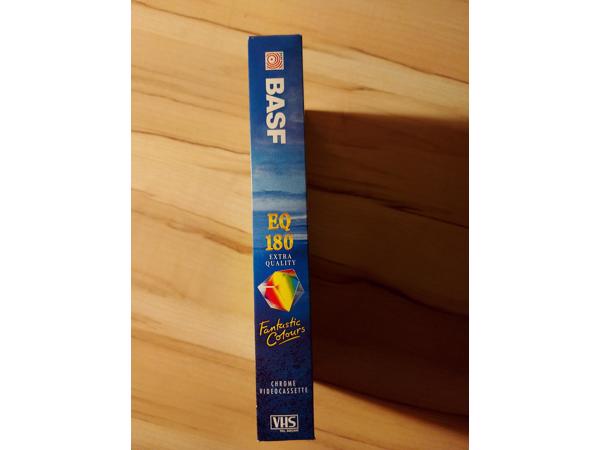 BASF
EQ
180
EXTRA
QUALITY
Fantastic
Colours
CHROME
VIDEOCASSETTE
VHS